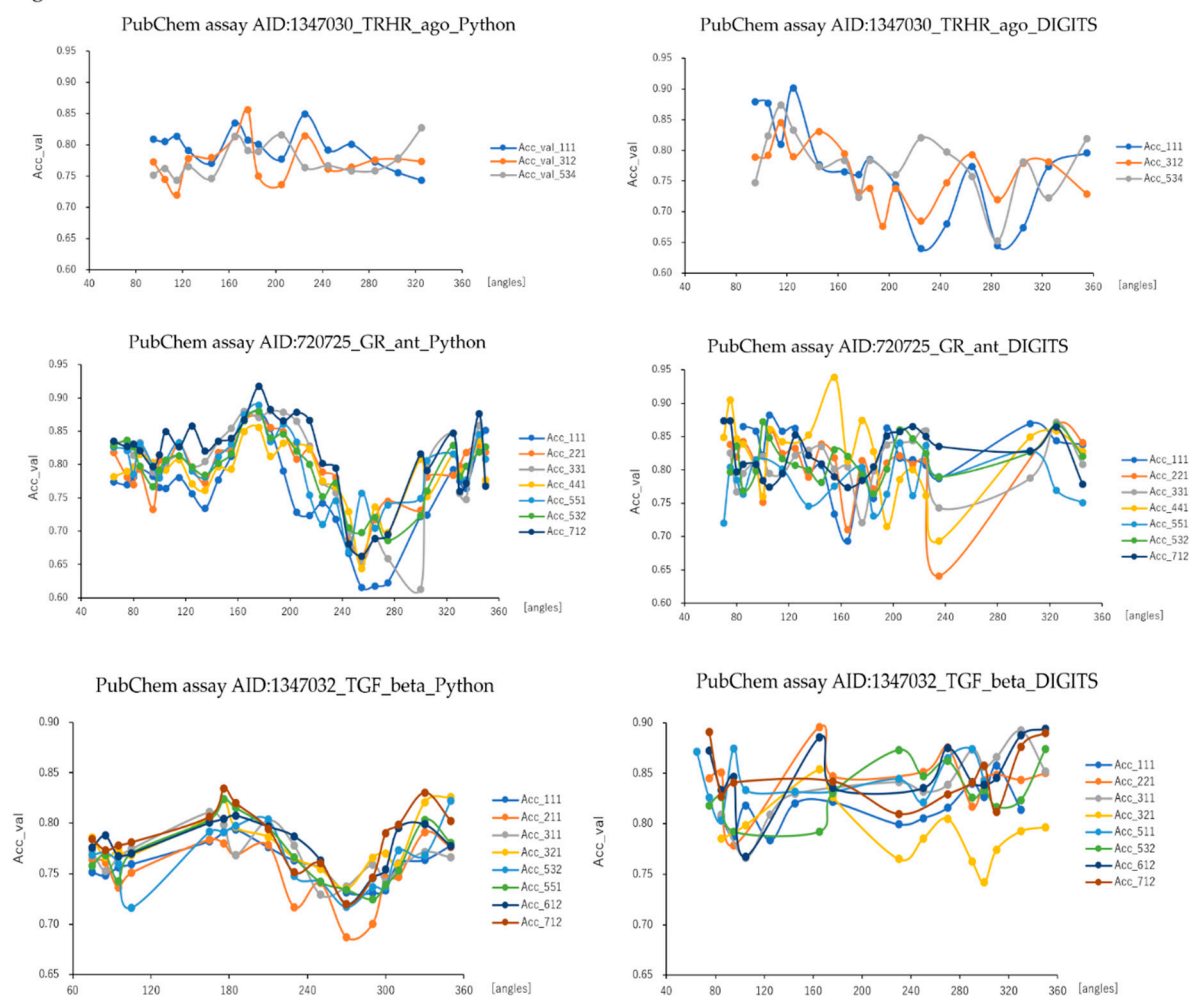 PubChem assay AID:1347030_TRHR_ago_Python
0.95
0.90
0.85
0.80
0.75
0.70
0.65
0.60
Acc_val
40 80 120 160 200 240 280 320 360 [angles]
Acc_val_111
Acc_val_312
Acc_val_534
PubChem assay AID:1347030_TRHR_ago_DIGITS
0.95
0.90
0.85
0.80
0.75
0.70
0.65
0.60
Acc_val
40 80 120 160 200 240 280 320 360
[angles]
Acc_111
Acc_312
Acc_534
PubChem assay AID:720725_GR_ant_Python
0.95
0.90
0.85
0.80
0.75
0.70
0.65
0.60
Acc_val
40 80 120 160 200 240 280 320 360 [angles]
Acc_111
Acc_221
Acc_331
Acc_441
Acc_551
Acc_532
Acc_712
PubChem assay AID:720725_GR_ant_DIGITS
0.95
0.90
0.85
0.80
0.75
0.70
0.65
0.60
Acc_val
40 80 120 160 200 240 280 320 360 [angles]
Acc_111
Acc_221
Acc_331
Acc_441
Acc_551
Acc_532
Acc_712
PubChem assay AID:1347032_TGF_beta_Python
0.90
0.85
0.80
0.75
0.70
0.65
Acc_val
60 120 180 240 300 360
[angles]
Acc_111
Acc_211
Acc_311
Acc_321
Acc_532
Acc_551
Acc_612
Acc_712
PubChem assay AID:1347032_TGF_beta_DIGITS
0.90
0.85
0.80
0.75
0.70
0.65
Acc_val
40 80 120 160 200 240 280 320 360
[angles]
Acc_111
Acc_221
Acc_311
Acc_321
Acc_511
Acc_532
Acc_612
Acc_712